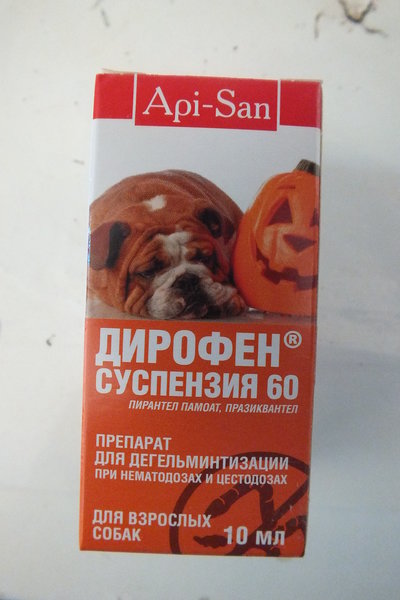 Api-San
ДИРОФЕН®
СУСПЕНЗИЯ 60
ПИРАНТЕЛ ПАМОАТ, ПРАЗИКВАНТЕЛ
ПРЕПАРАТ
ДЛЯ ДЕГЕЛЬМИНТИЗАЦИИ
ПРИ НЕМАТОДОЗАХ И ЦЕСТОДОЗАХ
ДЛЯ ВЗРОСЛЫХ
СОБАК 10 мл